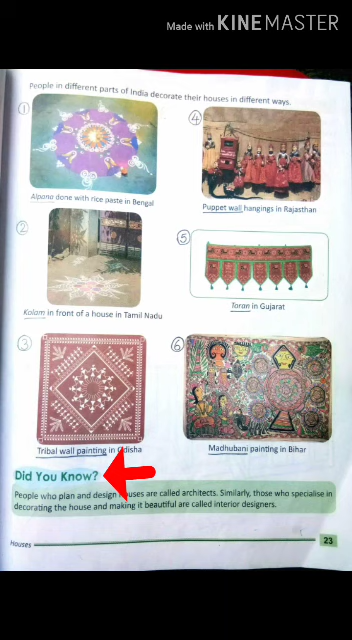 Made with KINEMASTER
People in different parts of India decorate their houses in different ways.
1
4
Alpana done with rice paste in Bengal
Puppet wall hangings in Rajasthan
2
5
Kolam in front of a house in Tamil Nadu
Toran in Gujarat
3
6
Tribal wall painting in Odisha
Madhubani painting in Bihar
Did You Know?
People who plan and design houses are called architects. Similarly, those who specialise in
decorating the house and making it beautiful are called interior designers.
Houses
23